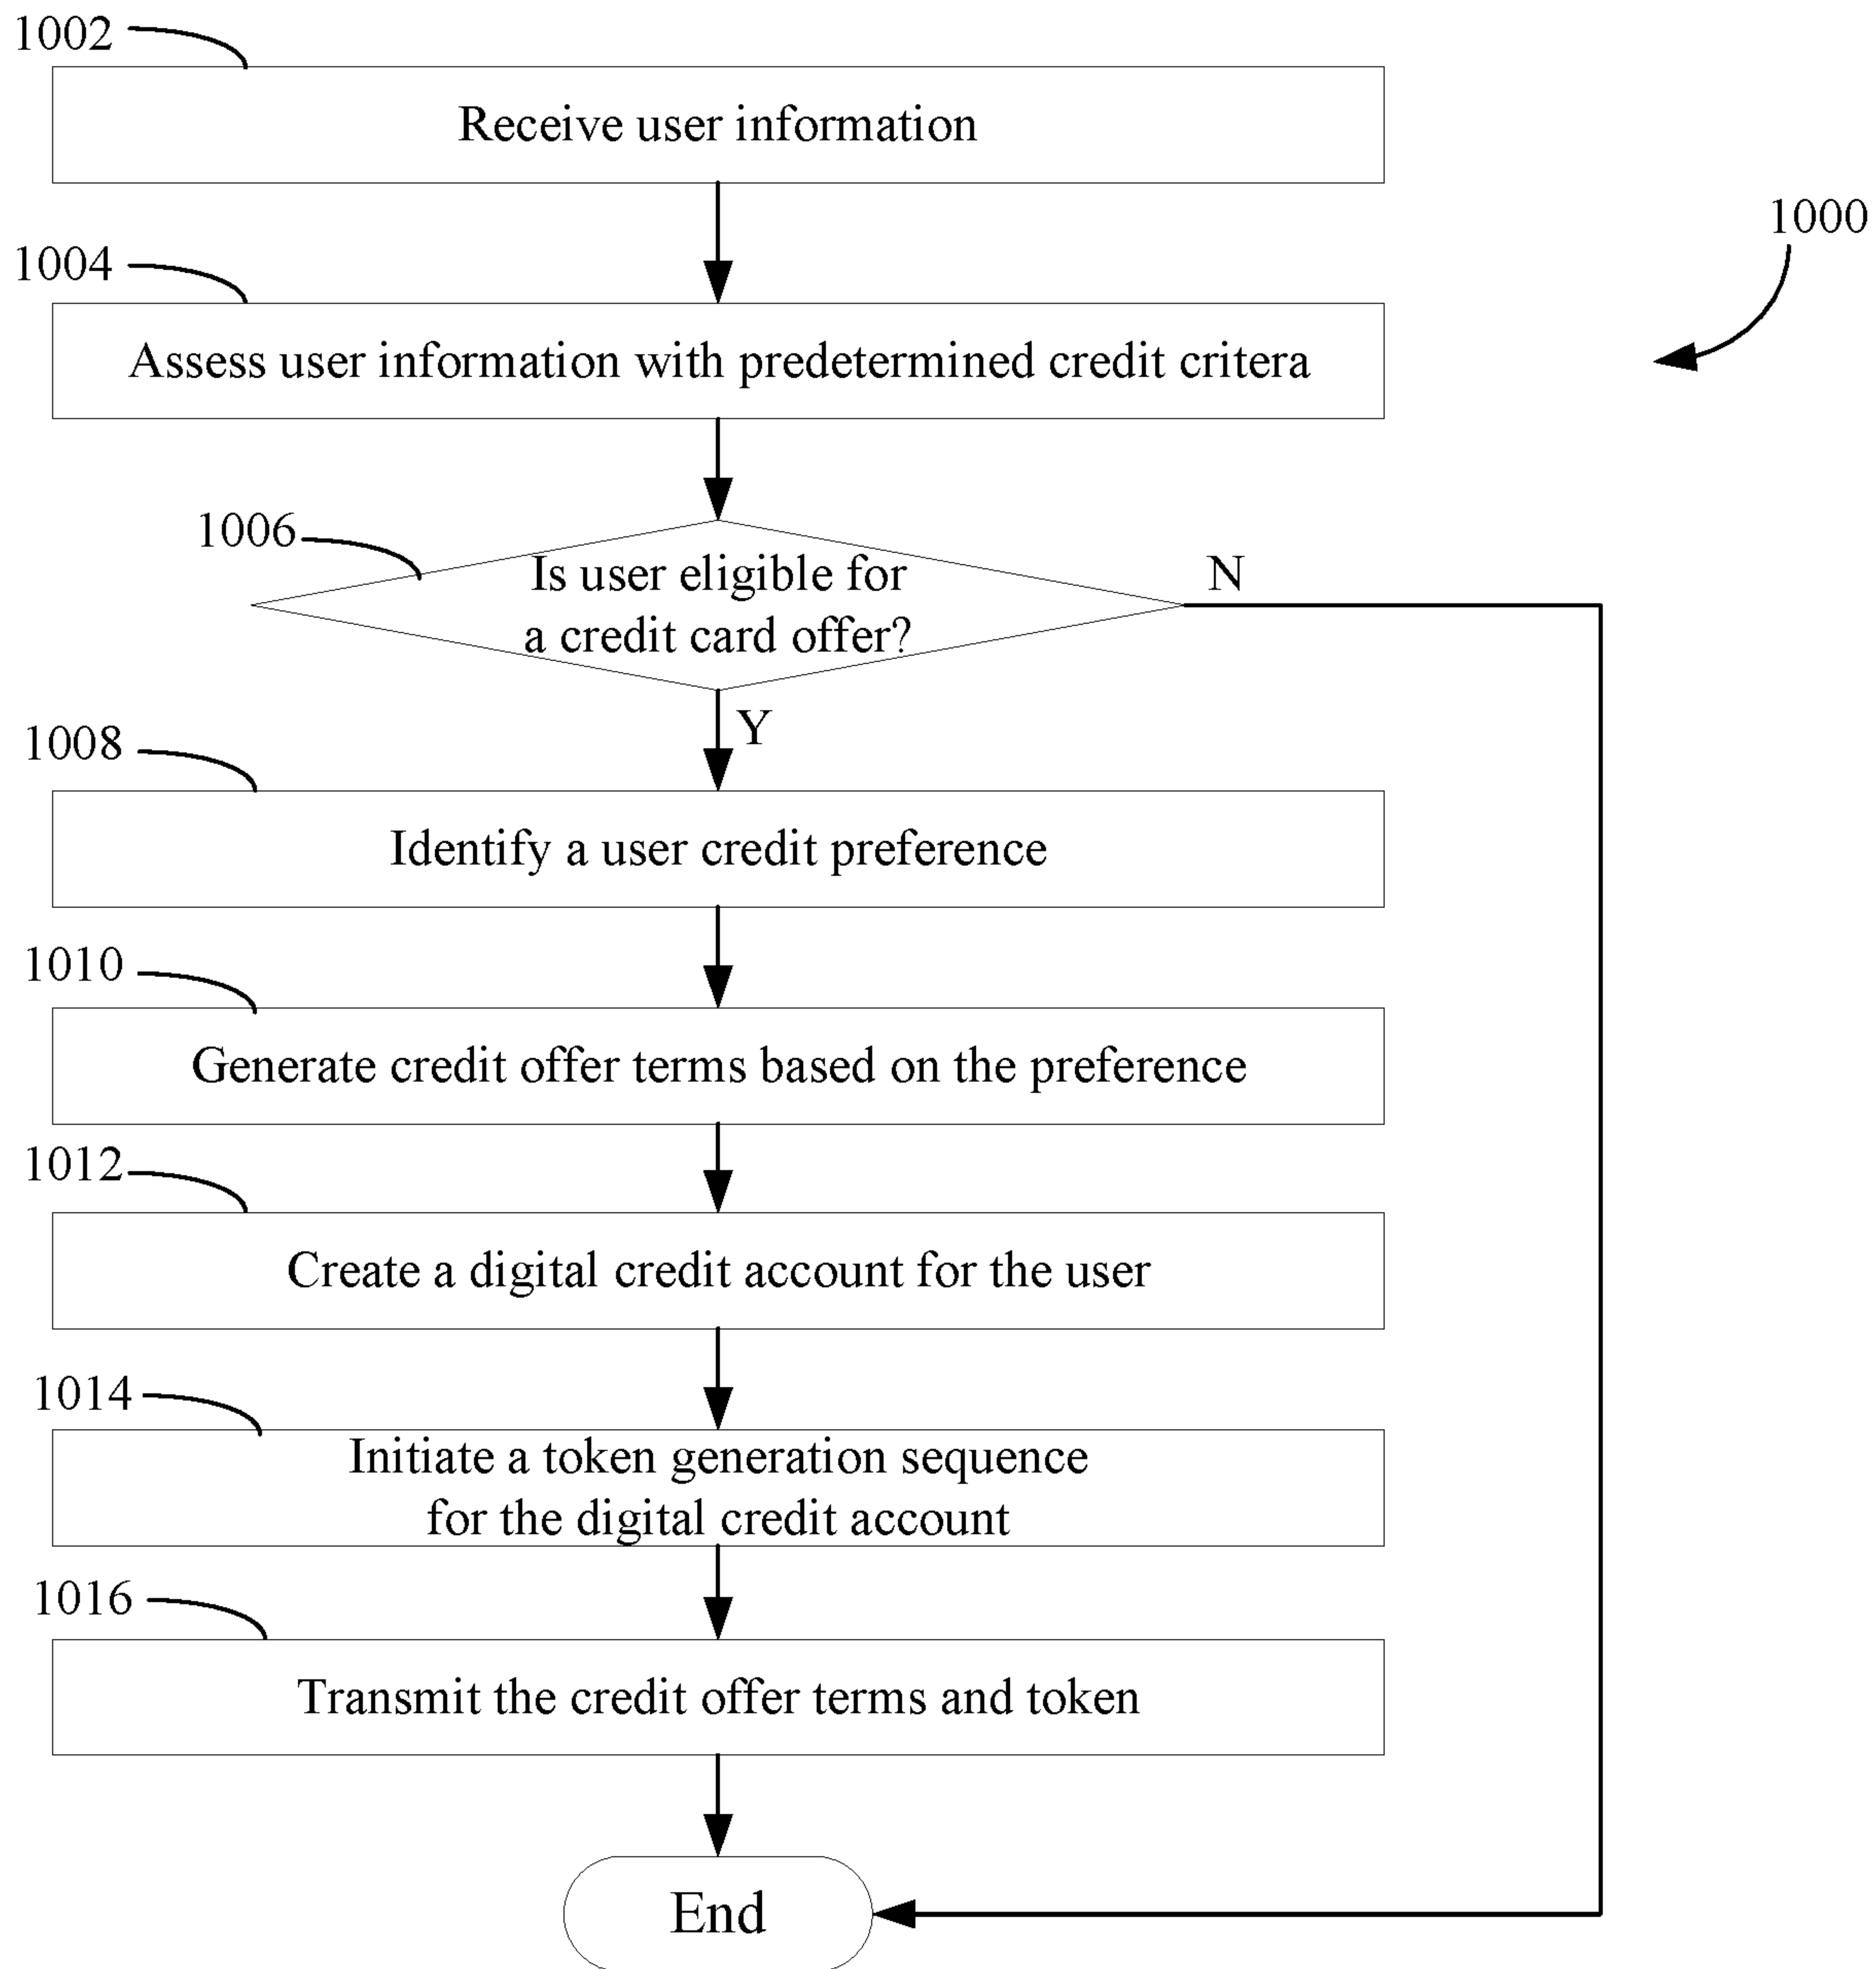 1002
Receive user information
1000
1004
Assess user information with predetermined credit critera
1006
Is user eligible for
a credit card offer?
N
Y
1008
Identify a user credit preference
1010
Generate credit offer terms based on the preference
1012
Create a digital credit account for the user
1014
Initiate a token generation sequence
for the digital credit account
1016
Transmit the credit offer terms and token
End